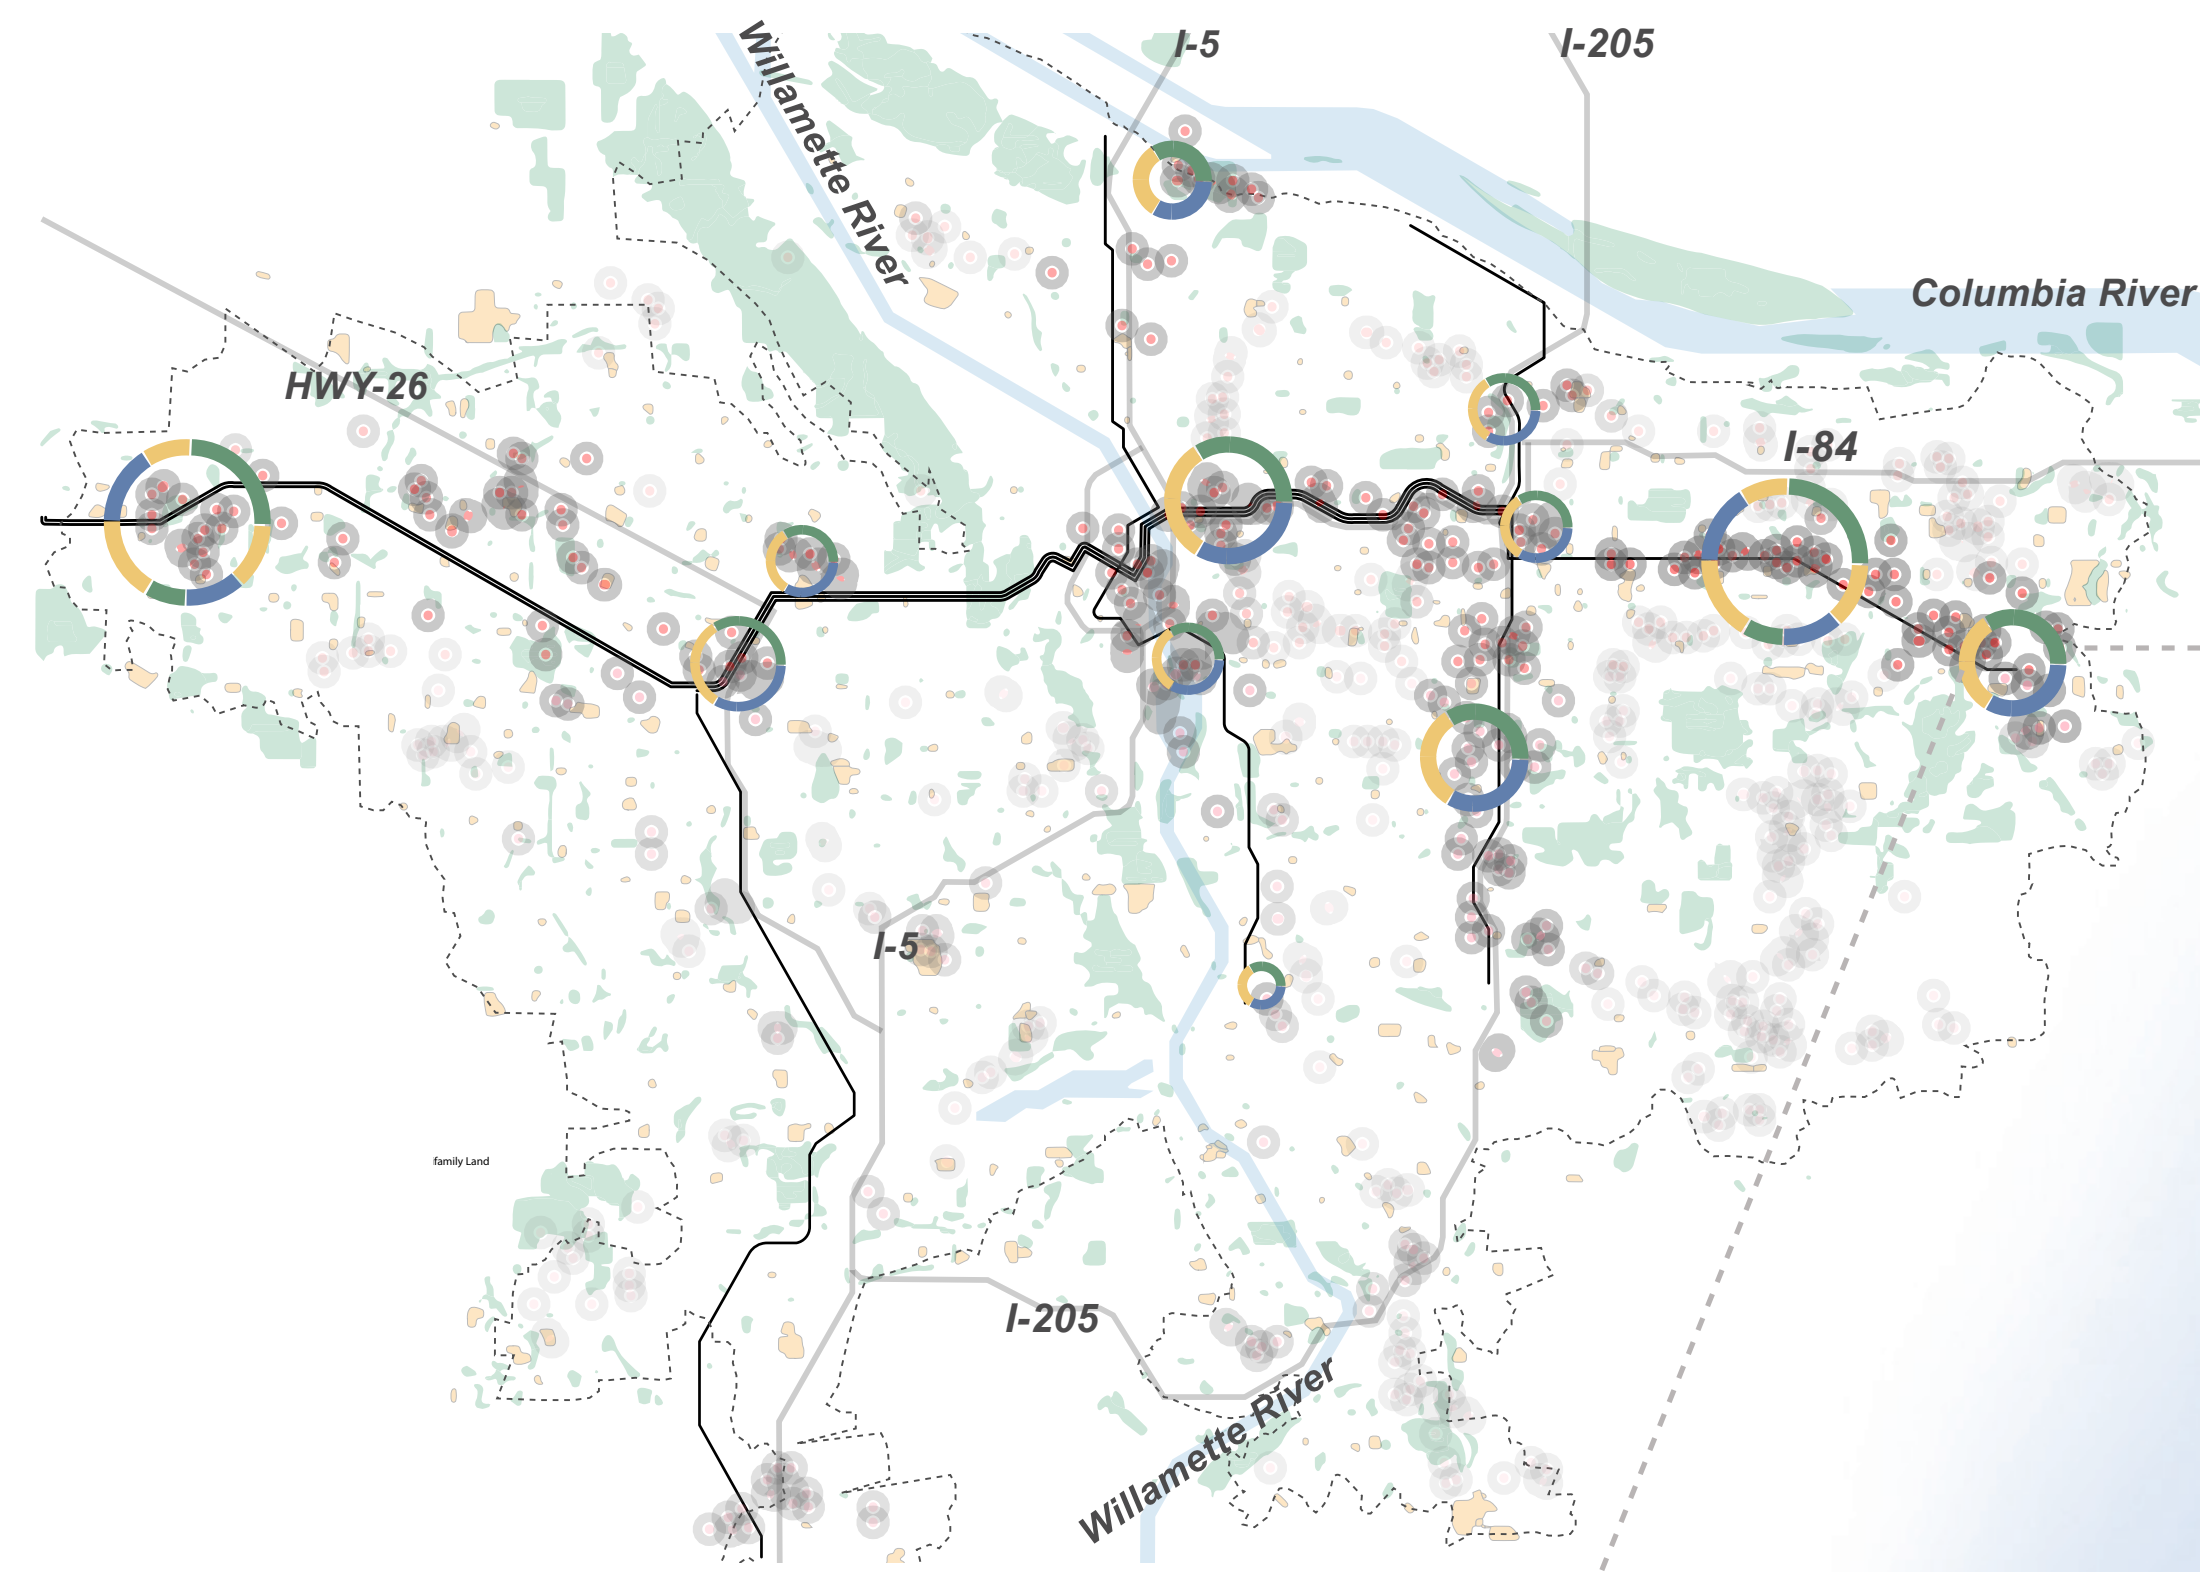 I-5
I-205
Willamette River
Columbia River
HWY-26
I-84
I-5
family Land
I-205
Willamette River